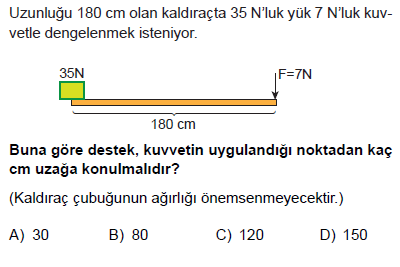 Uzunluğu 180 cm olan kaldıraçta 35 N’luk yük 7 N’luk kuv-
vetle dengelenmek isteniyor.
35N
F=7N
180 cm
Buna göre destek, kuvvetin uygulandığı noktadan kaç
cm uzağa konulmalıdır?
(Kaldıraç çubuğunun ağırlığı önemsenmeyecektir.)
A) 30 B) 80 C) 120 D) 150